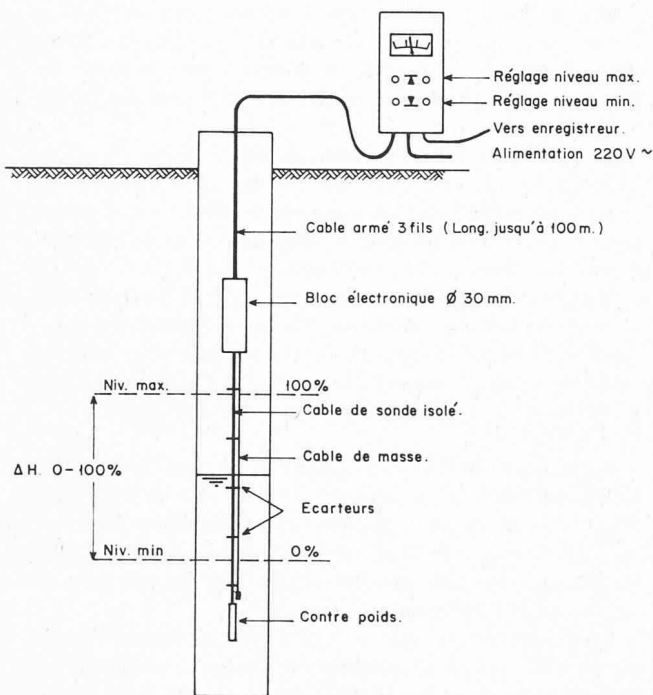 Réglage niveau max.
Réglage niveau min.
Vers enregistreur.
Alimentation 220 V ~
Cable armé 3 fils ( Long. jusqu'à 100 m. )
Bloc électronique Ø 30 mm.
Niv. max. 100 %
Cable de sonde isolé.
Δ H. 0 – 100 %
Cable de masse.
Ecarteurs
Niv. min 0 %
Contre poids.